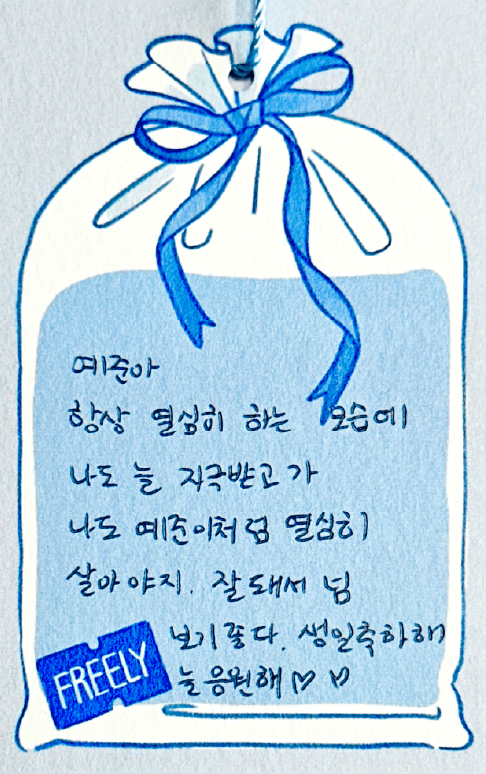 예준아
항상 열심히 하는 모습에
나도 늘 자극받고 가
나도 예준이처럼 열심히
살아야지. 잘돼서 넘
보기좋다. 생일축하해
늘 응원해♡♡
FREELY